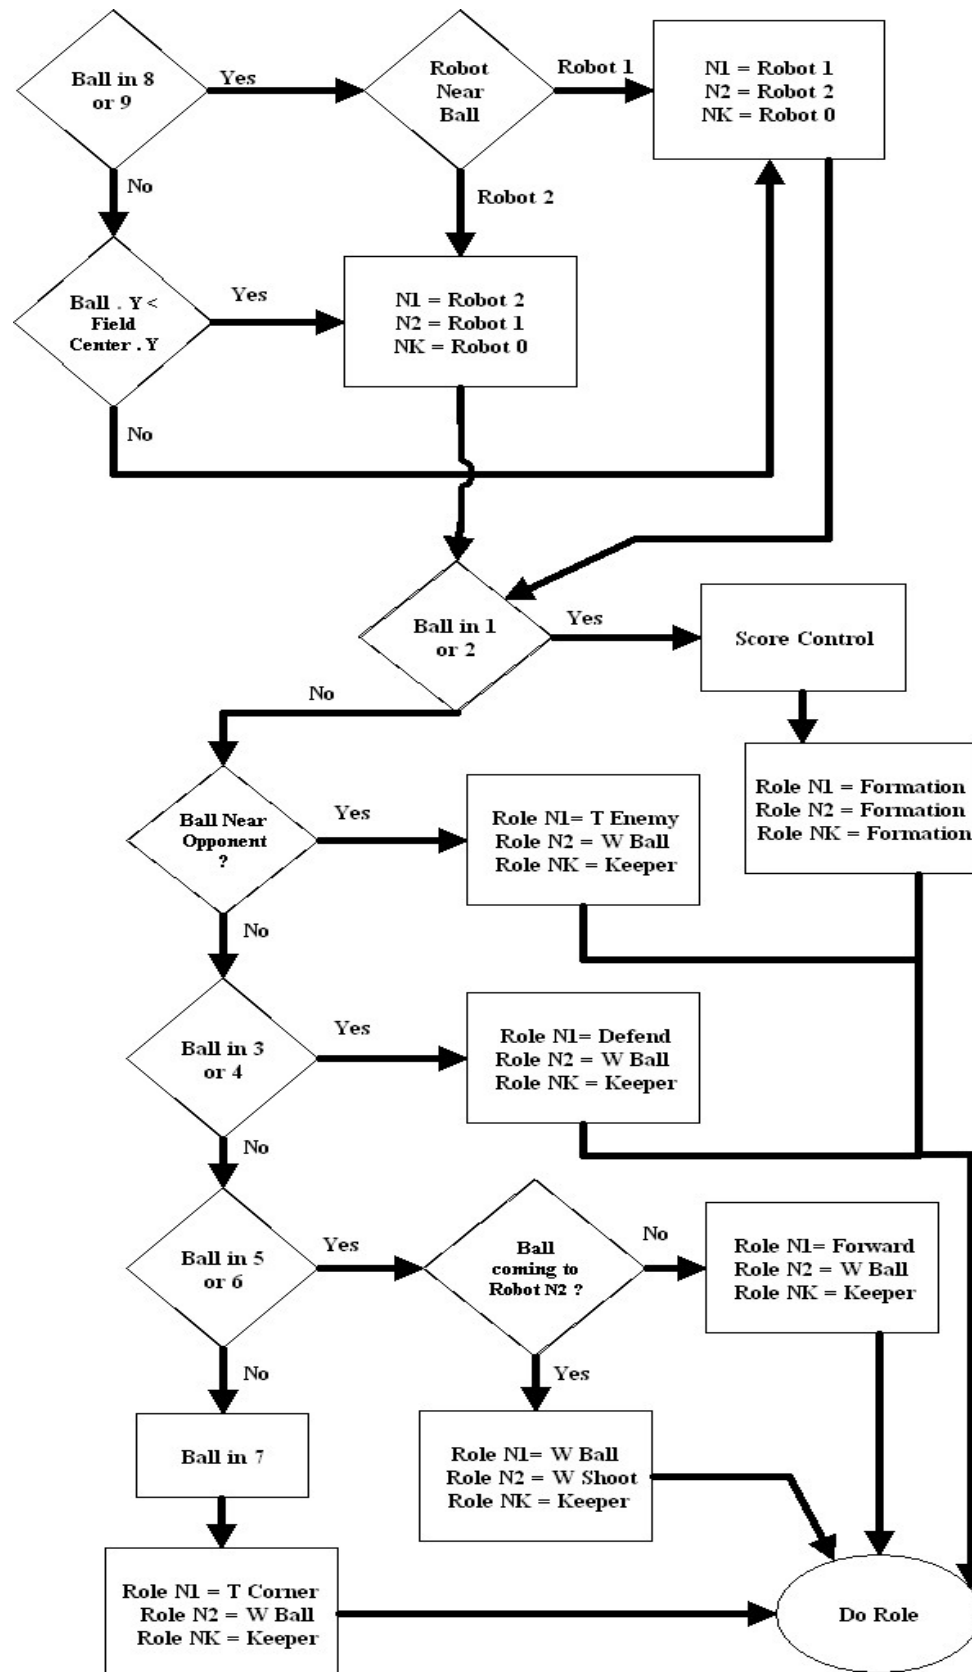 Ball in 8
or 9
Yes
Robot
Near
Ball
Robot 1
N1 = Robot 1
N2 = Robot 2
NK = Robot 0
No
Robot 2
Ball . Y <
Field
Center . Y
Yes
N1 = Robot 2
N2 = Robot 1
NK = Robot 0
No
Ball in 1
or 2
Yes
Score Control
No
Role N1 = Formation
Role N2 = Formation
Role NK = Formation
Ball Near
Opponent
?
Yes
Role N1= T Enemy
Role N2 = W Ball
Role NK = Keeper
No
Ball in 3
or 4
Yes
Role N1= Defend
Role N2 = W Ball
Role NK = Keeper
No
Ball in 5
or 6
Yes
Ball
coming to
Robot N2 ?
No
Role N1= Forward
Role N2 = W Ball
Role NK = Keeper
No
Yes
Ball in 7
Role N1= W Ball
Role N2 = W Shoot
Role NK = Keeper
Role N1 = T Corner
Role N2 = W Ball
Role NK = Keeper
Do Role